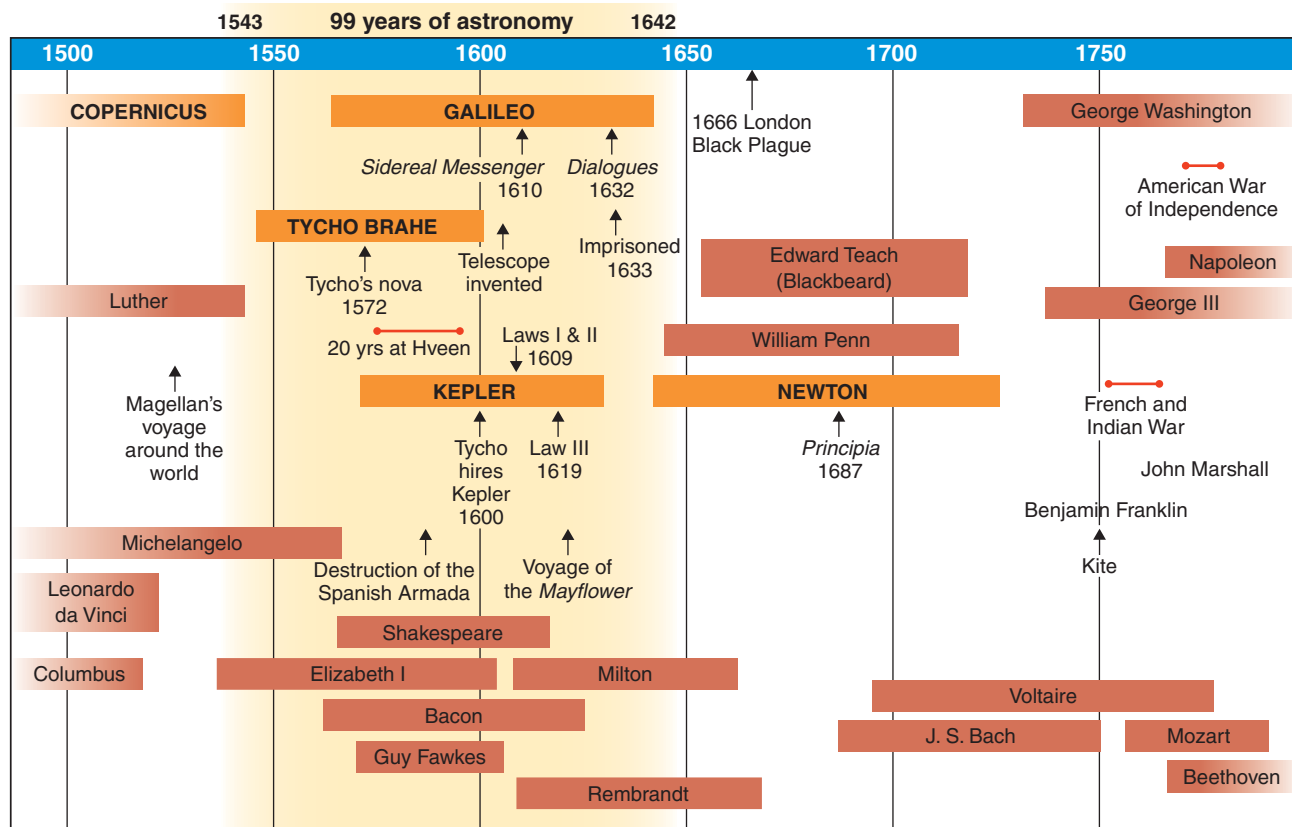 1543 99 years of astronomy 1642
1500 1550 1600 1650 1700 1750
COPERNICUS
GALILEO
George Washington
1666 London
Black Plague
Sidereal Messenger
1610
Dialogues
1632
American War
of Independence
TYCHO BRAHE
Tycho’s nova
1572
Telescope
invented
Imprisoned
1633
Edward Teach
(Blackbeard)
Napoleon
Luther
George III
20 yrs at Hveen
Laws I & II
1609
William Penn
KEPLER
NEWTON
Magellan’s
voyage
around the
world
Tycho
hires
Kepler
1600
Law III
1619
Principia
1687
French and
Indian War
John Marshall
Benjamin Franklin
Kite
Michelangelo
Destruction of the
Spanish Armada
Voyage of
the Mayflower
Leonardo
da Vinci
Shakespeare
Columbus
Elizabeth I
Milton
Voltaire
Bacon
J. S. Bach
Mozart
Guy Fawkes
Beethoven
Rembrandt